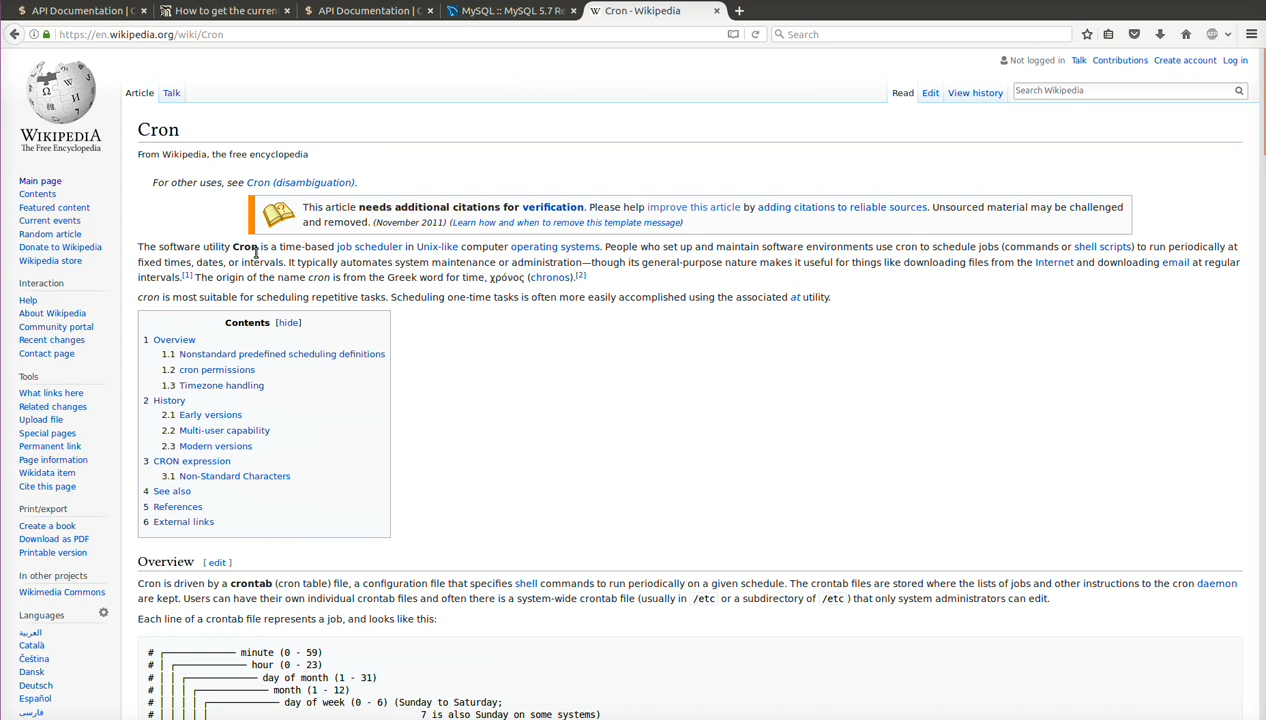 API Documentation | C
How to get the curren
API Documentation | C
MySQL :: MySQL 5.7 Re
Cron - Wikipedia
https://en.wikipedia.org/wiki/Cron
Search
Not logged in Talk Contributions Create account Log in
Article Talk
Read Edit View history
Search Wikipedia
WIKIPEDIA
The Free Encyclopedia
Main page
Contents
Featured content
Current events
Random article
Donate to Wikipedia
Wikipedia store
Interaction
Help
About Wikipedia
Community portal
Recent changes
Contact page
Tools
What links here
Related changes
Upload file
Special pages
Permanent link
Page information
Wikidata item
Cite this page
Print/export
Create a book
Download as PDF
Printable version
In other projects
Wikimedia Commons
Languages
العربية
Català
Čeština
Dansk
Deutsch
Español
فارسی
Cron
From Wikipedia, the free encyclopedia
For other uses, see Cron (disambiguation).
This article needs additional citations for verification. Please help improve this article by adding citations to reliable sources. Unsourced material may be challenged
and removed. (November 2011) (Learn how and when to remove this template message)
The software utility Cron is a time-based job scheduler in Unix-like computer operating systems. People who set up and maintain software environments use cron to schedule jobs (commands or shell scripts) to run periodically at
fixed times, dates, or intervals. It typically automates system maintenance or administration—though its general-purpose nature makes it useful for things like downloading files from the Internet and downloading email at regular
intervals.[1] The origin of the name cron is from the Greek word for time, χρόνος (chronos).[2]
cron is most suitable for scheduling repetitive tasks. Scheduling one-time tasks is often more easily accomplished using the associated at utility.
Contents [hide]
1 Overview
1.1 Nonstandard predefined scheduling definitions
1.2 cron permissions
1.3 Timezone handling
2 History
2.1 Early versions
2.2 Multi-user capability
2.3 Modern versions
3 CRON expression
3.1 Non-Standard Characters
4 See also
5 References
6 External links
Overview [ edit ]
Cron is driven by a crontab (cron table) file, a configuration file that specifies shell commands to run periodically on a given schedule. The crontab files are stored where the lists of jobs and other instructions to the cron daemon
are kept. Users can have their own individual crontab files and often there is a system-wide crontab file (usually in /etc or a subdirectory of /etc ) that only system administrators can edit.
Each line of a crontab file represents a job, and looks like this:
# ┌───────────── minute (0 - 59)
# │ ┌───────────── hour (0 - 23)
# │ │ ┌───────────── day of month (1 - 31)
# │ │ │ ┌───────────── month (1 - 12)
# │ │ │ │ ┌───────────── day of week (0 - 6) (Sunday to Saturday;
# │ │ │ │ │ 7 is also Sunday on some systems)